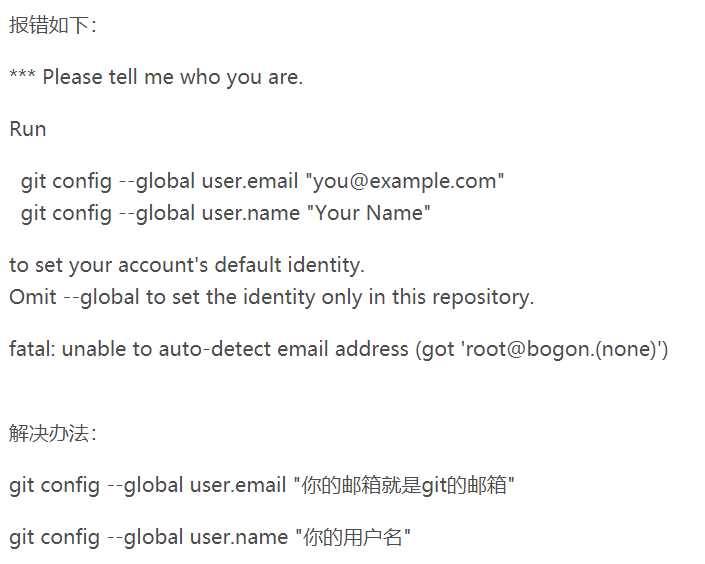 报错如下：
*** Please tell me who you are.
Run
git config --global user.email "you@example.com"
git config --global user.name "Your Name"
to set your account's default identity.
Omit --global to set the identity only in this repository.
fatal: unable to auto-detect email address (got 'root@bogon.(none)')
解决办法：
git config --global user.email "你的邮箱就是git的邮箱"
git config --global user.name "你的用户名"